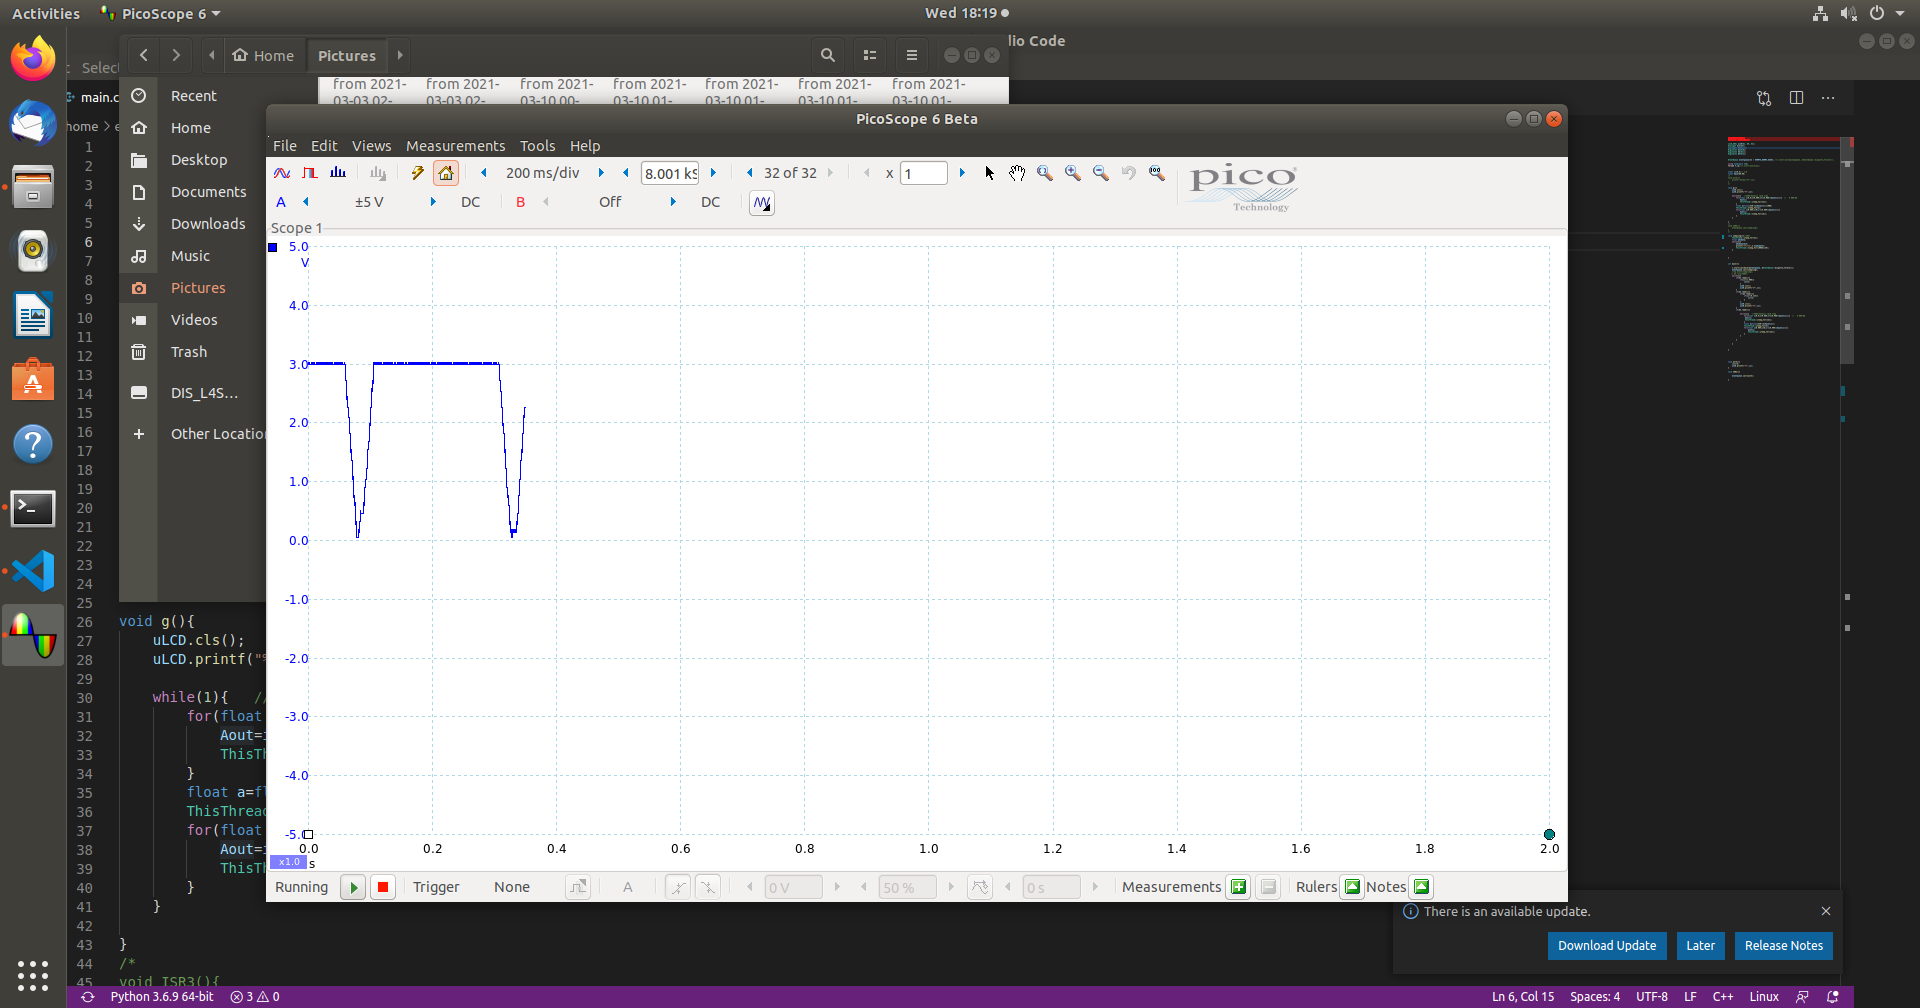 Activities PicoScope 6 Wed 18:19
Home Pictures
dio Code
Selec
from 2021- from 2021- from 2021- from 2021- from 2021- from 2021- from 2021-
03-03 02- 03-03 02- 03-10 00- 03-10 01- 03-10 01- 03-10 01- 03-10 01-
main.c
home > e
Recent
Home
Desktop
Documents
Downloads
Music
Pictures
Videos
Trash
DIS_L4S...
Other Location
PicoScope 6 Beta
File Edit Views Measurements Tools Help
200 ms/div 8.001 kS 32 of 32 x 1
pico
Technology
A ±5 V DC B Off DC
Scope 1
5.0
V
4.0
3.0
2.0
1.0
0.0
-1.0
-2.0
-3.0
-4.0
-5.0
0.0 0.2 0.4 0.6 0.8 1.0 1.2 1.4 1.6 1.8 2.0
x1.0 s
Running Trigger None A 0 V 50 % 0 s Measurements Rulers Notes
1
2
3
4
5
6
7
8
9
10
11
12
13
14
15
16
17
18
19
20
21
22
23
24
25
26 void g(){
27 uLCD.cls();
28 uLCD.printf("
29
30 while(1){ //
31 for(float
32 Aout=i
33 ThisTh
34 }
35 float a=fl
36 ThisThread
37 for(float
38 Aout=i
39 ThisTh
40 }
41 }
42
43 }
44 /*
45 void ISR3(){
There is an available update.
Download Update Later Release Notes
Python 3.6.9 64-bit 3 0 Ln 6, Col 15 Spaces: 4 UTF-8 LF C++ Linux